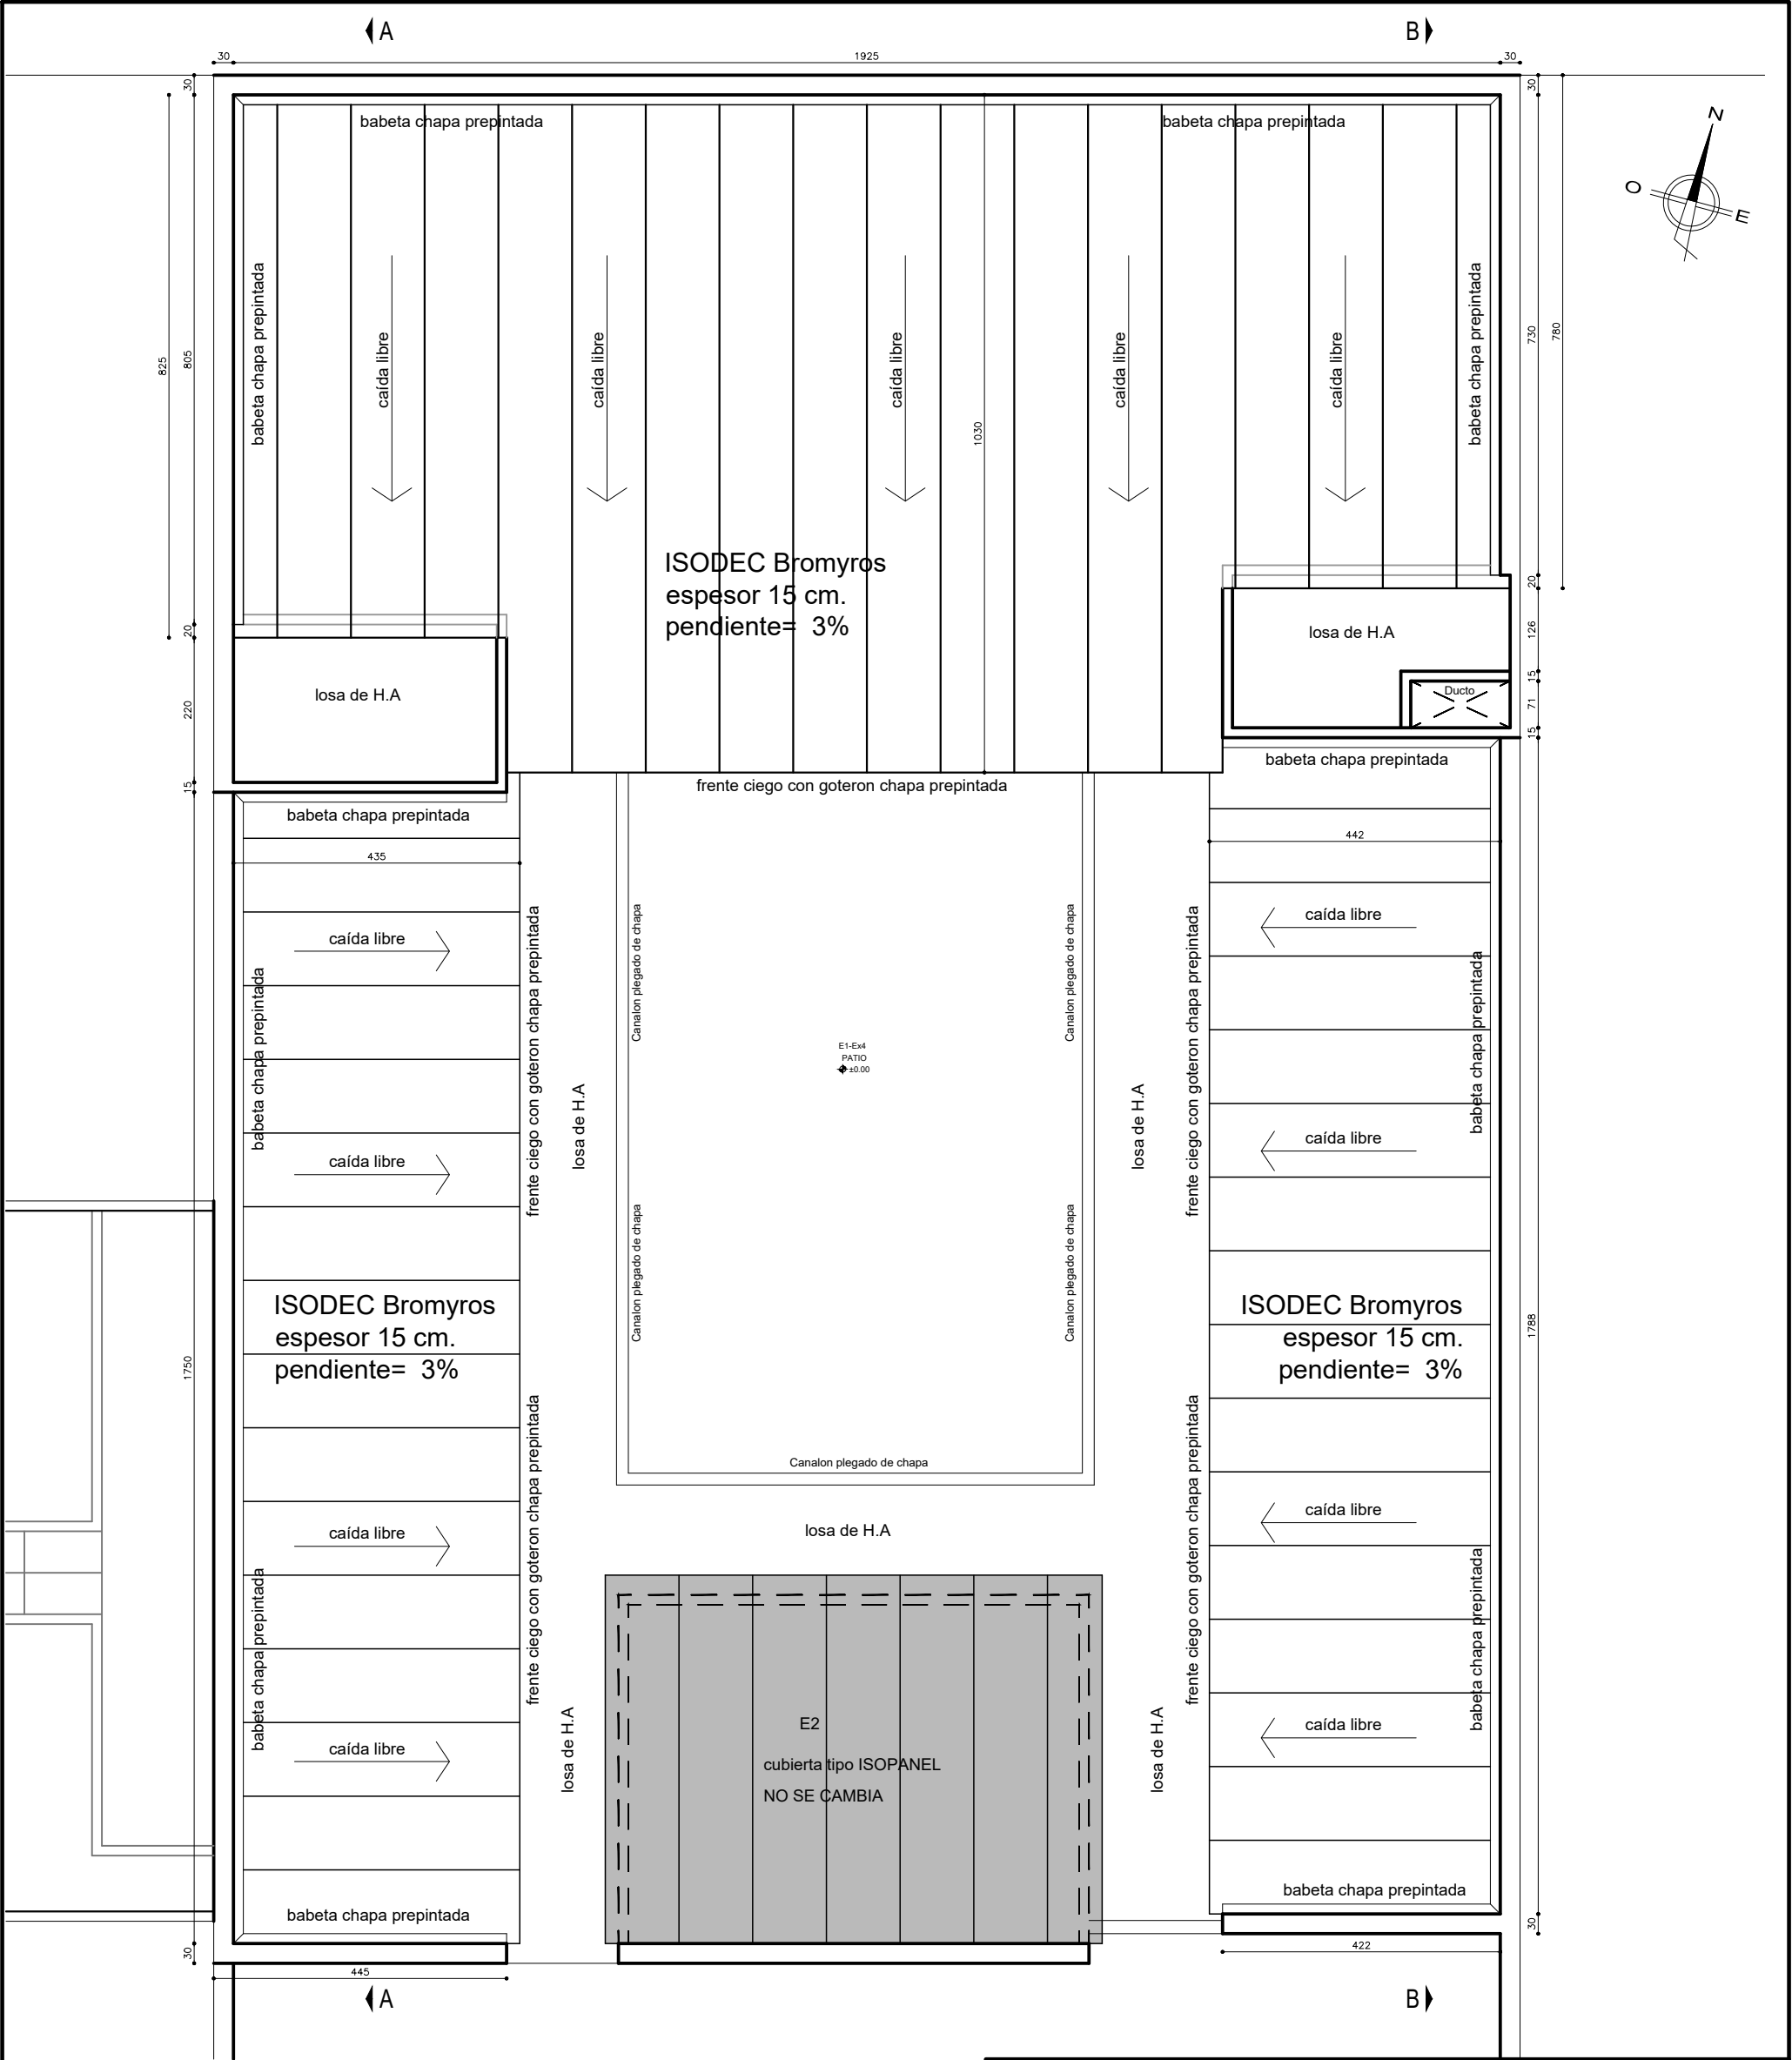 A
B
30
1925
30
30
30
babeta chapa prepintada
babeta chapa prepintada
N
O
E
babeta chapa prepintada
babeta chapa prepintada
825
805
caída libre
caída libre
caída libre
caída libre
caída libre
730
780
1030
ISODEC Bromyros
espesor 15 cm.
pendiente= 3%
20
20
losa de H.A
126
losa de H.A
220
15
Ducto
71
15
15
babeta chapa prepintada
frente ciego con goteron chapa prepintada
babeta chapa prepintada
435
442
caída libre
caída libre
babeta chapa prepintada
frente ciego con goteron chapa prepintada
Canalon plegado de chapa
Canalon plegado de chapa
frente ciego con goteron chapa prepintada
babeta chapa prepintada
E1-Ex4
PATIO
±0.00
losa de H.A
losa de H.A
caída libre
caída libre
Canalon plegado de chapa
Canalon plegado de chapa
ISODEC Bromyros
espesor 15 cm.
pendiente= 3%
ISODEC Bromyros
espesor 15 cm.
pendiente= 3%
1750
1788
Canalon plegado de chapa
losa de H.A
caída libre
caída libre
babeta chapa prepintada
frente ciego con goteron chapa prepintada
frente ciego con goteron chapa prepintada
babeta chapa prepintada
E2
cubierta tipo ISOPANEL
NO SE CAMBIA
losa de H.A
losa de H.A
caída libre
caída libre
babeta chapa prepintada
babeta chapa prepintada
30
30
445
422
A
B